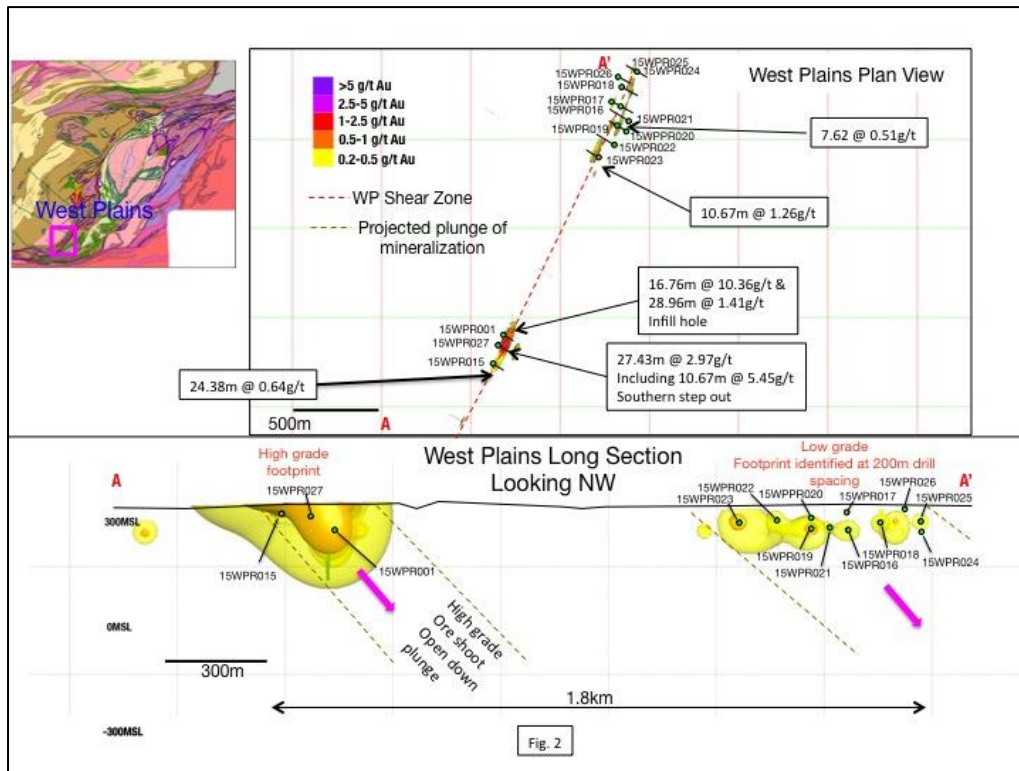 West Plains
>5 g/t Au
2.5-5 g/t Au
1-2.5 g/t Au
0.5-1 g/t Au
0.2-0.5 g/t Au
WP Shear Zone
Projected plunge of
mineralization
West Plains Plan View
A'
15WPR025
15WPR024
15WPR026
15WPR018
15WPR017
15WPR016
15WPR021
15WPR019
15WPPR020
15WPR022
15WPR023
7.62 @ 0.51g/t
10.67m @ 1.26g/t
16.76m @ 10.36g/t &
28.96m @ 1.41g/t
Infill hole
15WPR001
15WPR027
15WPR015
27.43m @ 2.97g/t
Including 10.67m @ 5.45g/t
Southern step out
24.38m @ 0.64g/t
500m
A
West Plains Long Section
Looking NW
A
High grade
footprint
15WPR027
15WPR015
15WPR001
Low grade
Footprint identified at 200m drill
spacing
A'
15WPR022
15WPR023
15WPPR020
15WPR017
15WPR026
15WPR025
15WPR019
15WPR021
15WPR016
15WPR018
15WPR024
300MSL
0MSL
-300MSL
High grade
Ore shoot
Open down
plunge
300m
1.8km
Fig. 2